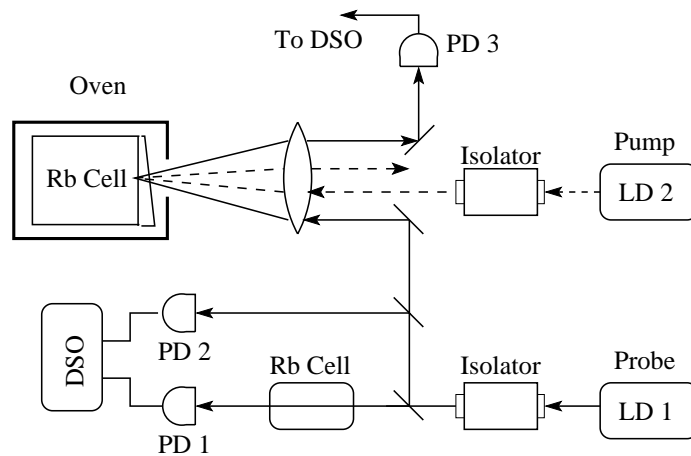 To DSO
PD 3
Oven
Rb Cell
Isolator
Pump
LD 2
DSO
PD 2
Rb Cell
PD 1
Isolator
Probe
LD 1